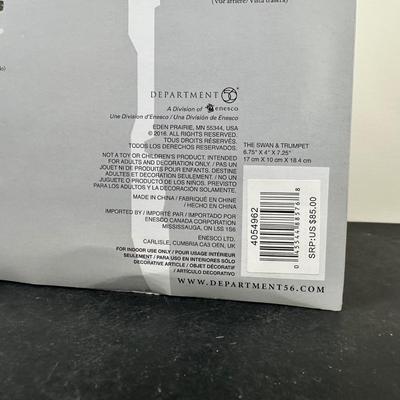 (Vue arrière/ Vista trasera)
DEPARTMENT 56
A Division of enesco
Une Division d'Enesco/ Una División de Enesco
EDEN PRAIRIE, MN 55344, USA
© 2016. ALL RIGHTS RESERVED.
TOUS DROITS RÉSERVÉS.
TODOS LOS DERECHOS RESERVADOS.
NOT A TOY OR CHILDREN'S PRODUCT. INTENDED
FOR ADULTS AND DECORATION ONLY. / PAS UN
JOUET NI DE PRODUITS POUR ENFANTS. DESTINÉ
ADULTES ET DÉCORATION SEULEMENT. / NO ES UN
JUGUETE O PRODUCTO DE LOS NIÑOS. PREVISTO
PARA ADULTOS Y LA DECORACIÓN SOLAMENTE.
MADE IN CHINA / FABRIQUÉ EN CHINE
/ HECHO EN CHINA
IMPORTED BY / IMPORTÉ PAR / IMPORTADO POR
ENESCO CANADA CORPORATION
MISSISSAUGA, ON L5S 1S6
ENESCO LTD.
CARLISLE, CUMBRIA CA3 0EN, UK
FOR INDOOR USE ONLY / POUR USAGE INTÉRIEUR
SEULEMENT / PARA USO EN INTERIORES SÓLO
DECORATIVE ARTICLE / OBJET DÉCORATIF
/ ARTÍCULO DECORATIVO
THE SWAN & TRUMPET
6.75" X 4" X 7.25"
17 cm X 10 cm X 18.4 cm
4054962
0 45544 88576 8
SRP:US $85.00
WWW.DEPARTMENT56.COM